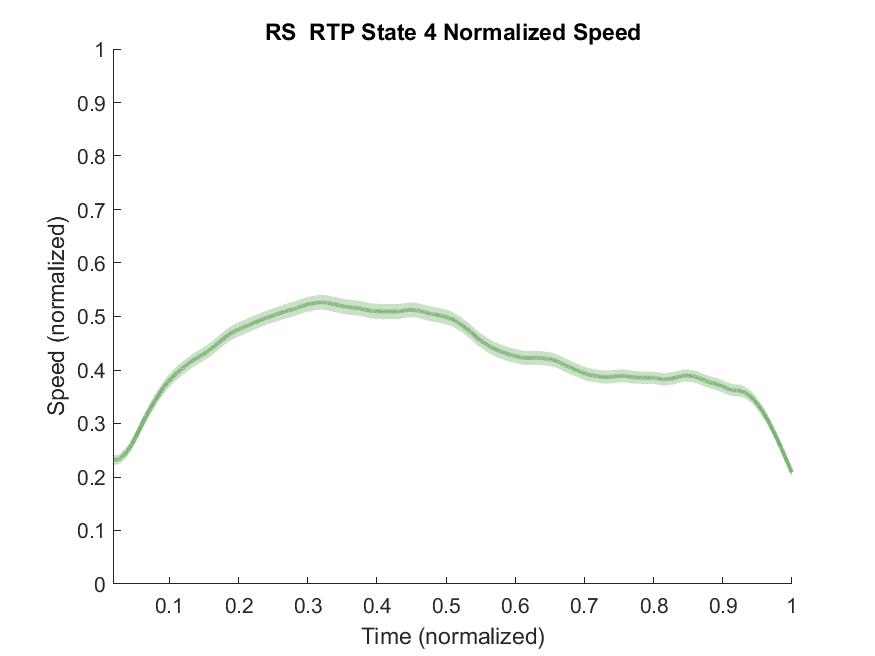 RS  RTP State 4 Normalized Speed
1
0.9
0.8
0.7
0.6
0.5
0.4
0.3
0.2
0.1
0
Speed (normalized)
0.1 0.2 0.3 0.4 0.5 0.6 0.7 0.8 0.9 1
Time (normalized)